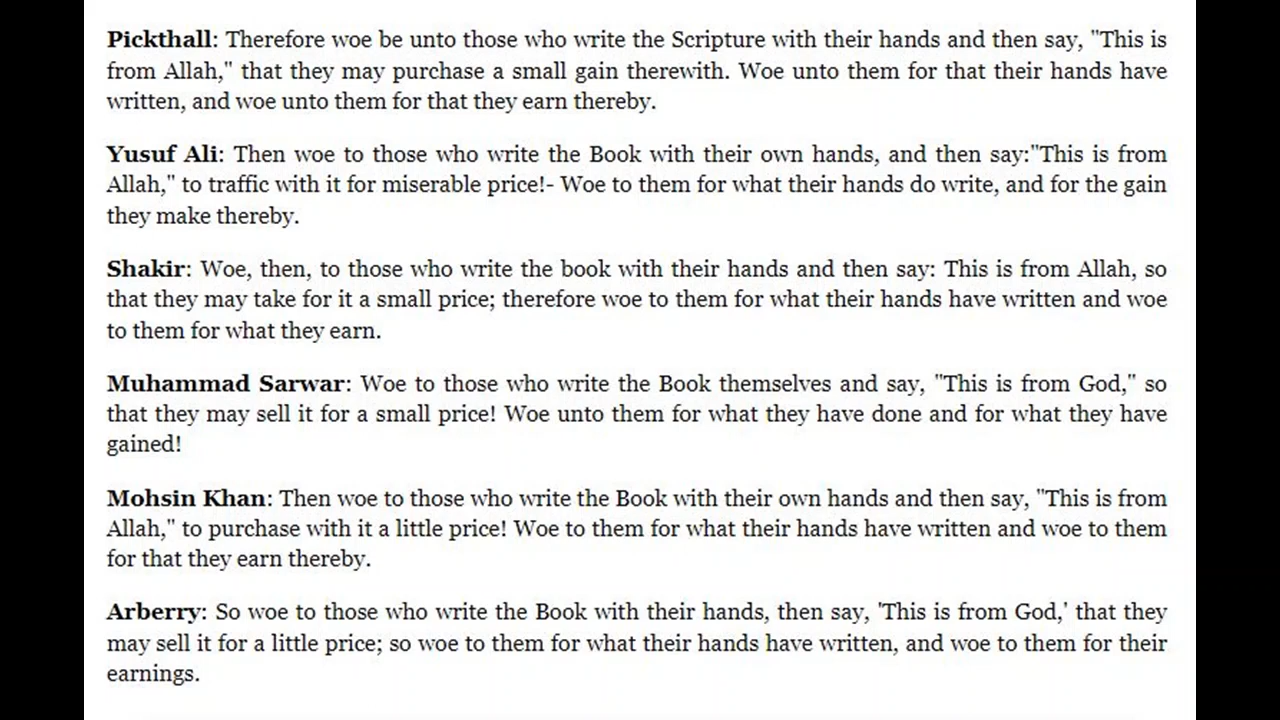 Pickthall: Therefore woe be unto those who write the Scripture with their hands and then say, "This is
from Allah," that they may purchase a small gain therewith. Woe unto them for that their hands have
written, and woe unto them for that they earn thereby.
Yusuf Ali: Then woe to those who write the Book with their own hands, and then say:"This is from
Allah," to traffic with it for miserable price!- Woe to them for what their hands do write, and for the gain
they make thereby.
Shakir: Woe, then, to those who write the book with their hands and then say: This is from Allah, so
that they may take for it a small price; therefore woe to them for what their hands have written and woe
to them for what they earn.
Muhammad Sarwar: Woe to those who write the Book themselves and say, "This is from God," so
that they may sell it for a small price! Woe unto them for what they have done and for what they have
gained!
Mohsin Khan: Then woe to those who write the Book with their own hands and then say, "This is from
Allah," to purchase with it a little price! Woe to them for what their hands have written and woe to them
for that they earn thereby.
Arberry: So woe to those who write the Book with their hands, then say, 'This is from God,' that they
may sell it for a little price; so woe to them for what their hands have written, and woe to them for their
earnings.